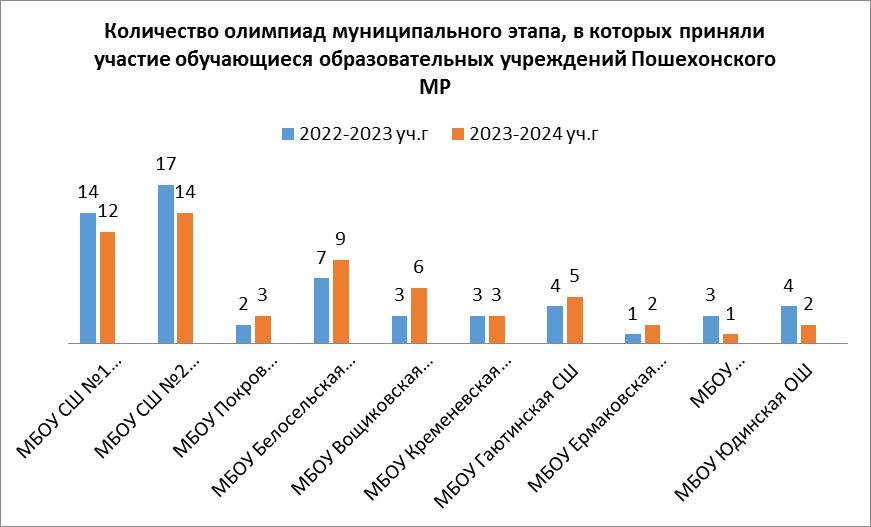 Количество олимпиад муниципального этапа, в которых приняли
участие обучающиеся образовательных учреждений Пошехонского
МР
2022-2023 уч.г 2023-2024 уч.г
14 12 17 14 2 3 7 9 3 6 3 3 4 5 1 2 3 1 4 2
МБОУ СШ №1...
МБОУ СШ №2...
МБОУ Покров...
МБОУ Белосельская...
МБОУ Вощиковская...
МБОУ Кременевская...
МБОУ Гаютинская СШ
МБОУ Ермаковская...
МБОУ...
МБОУ Юдинская ОШ